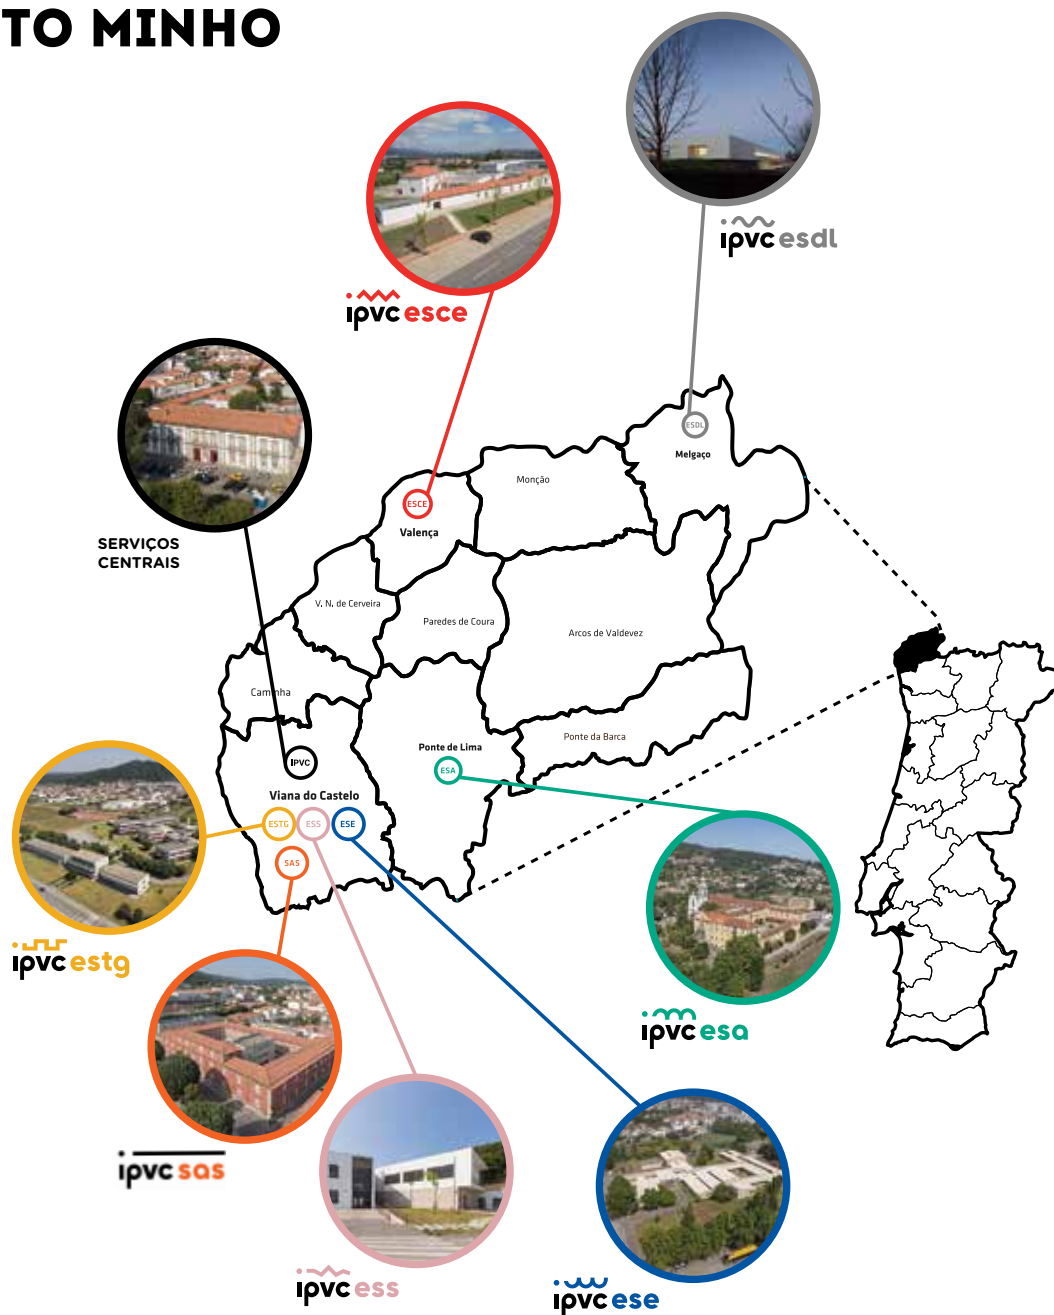 TO MINHO
ipvc esdl
ipvc esce
ESDL
Melgaço
Monção
ESCE
Valença
SERVIÇOS
CENTRAIS
V. N. de Cerveira
Paredes de Coura
Arcos de Valdevez
Caminha
Ponte da Barca
Ponte de Lima
IPVC
ESA
Viana do Castelo
ESTG
ESS
ESE
SAS
ipvc estg
ipvc esa
ipvc sas
ipvc ess
ipvc ese